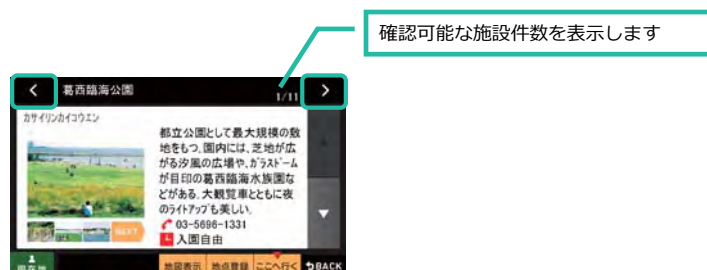 確認可能な施設件数を表示します
葛西臨海公園
1/11
カサイリンカイコウエン
都立公園として最大規模の敷
地をもつ。園内には、芝地が広
がる汐風の広場や、ガラスドーム
が目印の葛西臨海水族園な
どがある。大観覧車とともに夜
のライトアップも美しい。
NEXT
03-5696-1331
入園自由
現在地
地図表示 地点登録 ここへ行く BACK